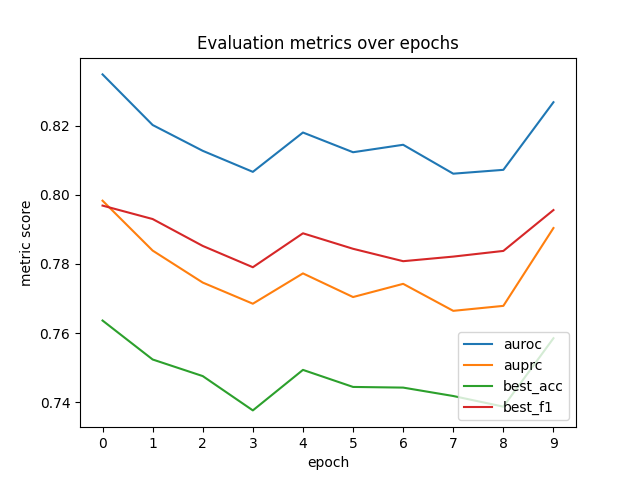 Evaluation metrics over epochs
metric score
0.82
0.80
0.78
0.76
0.74
auroc
auprc
best_acc
best_f1
0 1 2 3 4 5 6 7 8 9
epoch